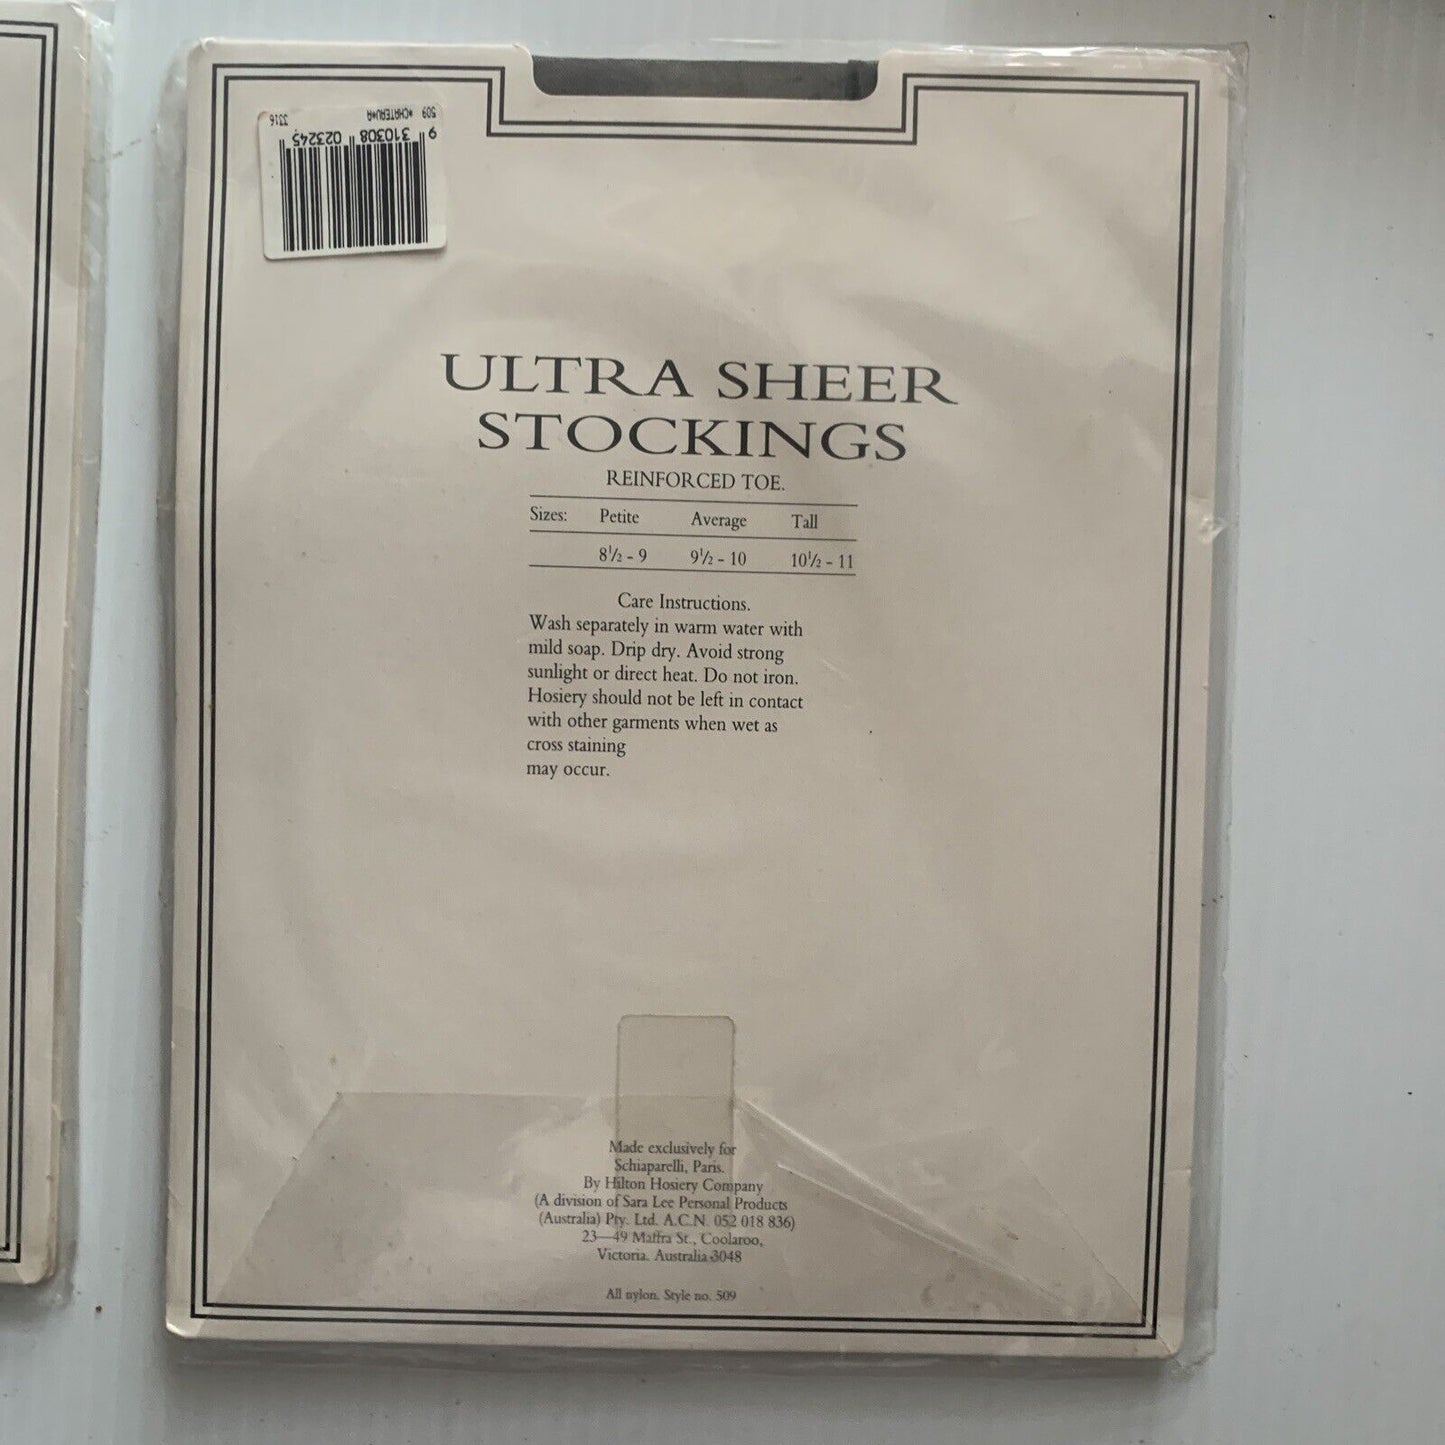 509 *CHATEAU*A 3316
9 310308 023245
ULTRA SHEER
STOCKINGS
REINFORCED TOE.
Sizes: Petite Average Tall
8½ - 9 9½ - 10 10½ - 11
Care Instructions.
Wash separately in warm water with
mild soap. Drip dry. Avoid strong
sunlight or direct heat. Do not iron.
Hosiery should not be left in contact
with other garments when wet as
cross staining
may occur.
Made exclusively for
Schiaparelli, Paris.
By Hilton Hosiery Company
(A division of Sara Lee Personal Products
(Australia) Pty. Ltd. A.C.N. 052 018 836)
23—49 Maffra St., Coolaroo,
Victoria. Australia 3048
All nylon. Style no. 509